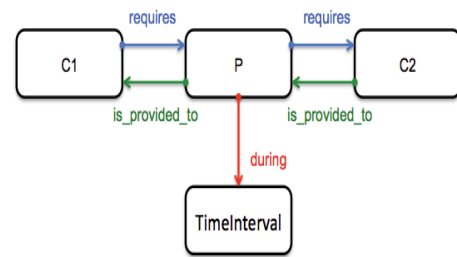 requires
requires
C1
P
C2
is_provided_to
is_provided_to
during
TimeInterval